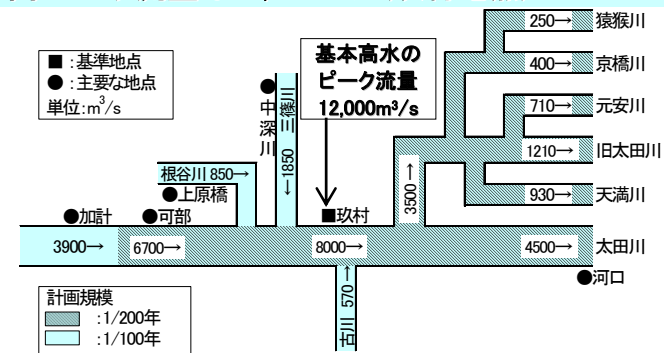 250→ 猿猴川
■：基準地点
●：主要な地点
単位：m³/s
基本高水の
ピーク流量
12,000m³/s
400→ 京橋川
●中深川
三篠川
←1850
710→ 元安川
1210→ 旧太田川
根谷川 850→
●上原橋
3500→
930→ 天満川
●加計
●可部
■玖村
3900→
6700→
8000→
4500→ 太田川
●河口
古川 570→
計画規模
：1/200年
：1/100年